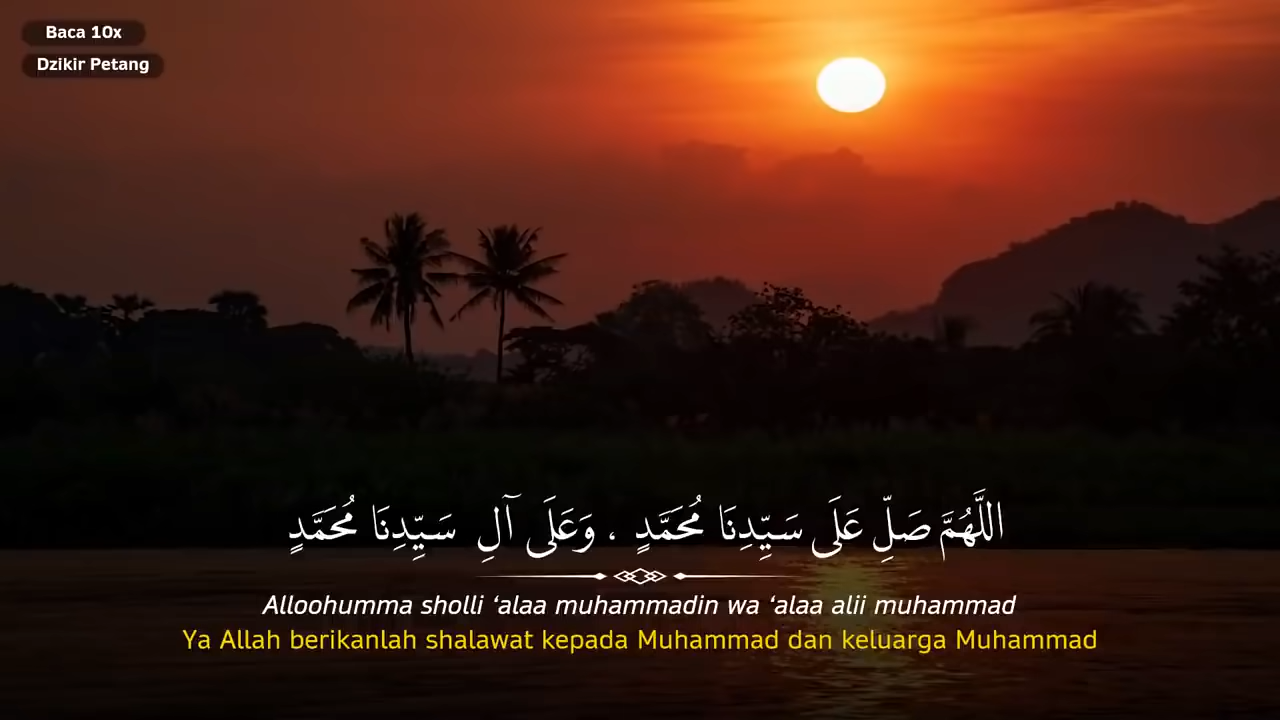 Baca 10x
Dzikir Petang
اللَّهُمَّ صَلِّ عَلَى سَيِّدِنَا مُحَمَّدٍ ، وَعَلَى آلِ سَيِّدِنَا مُحَمَّدٍ
Alloohumma sholli ‘alaa muhammadin wa ‘alaa alii muhammad
Ya Allah berikanlah shalawat kepada Muhammad dan keluarga Muhammad